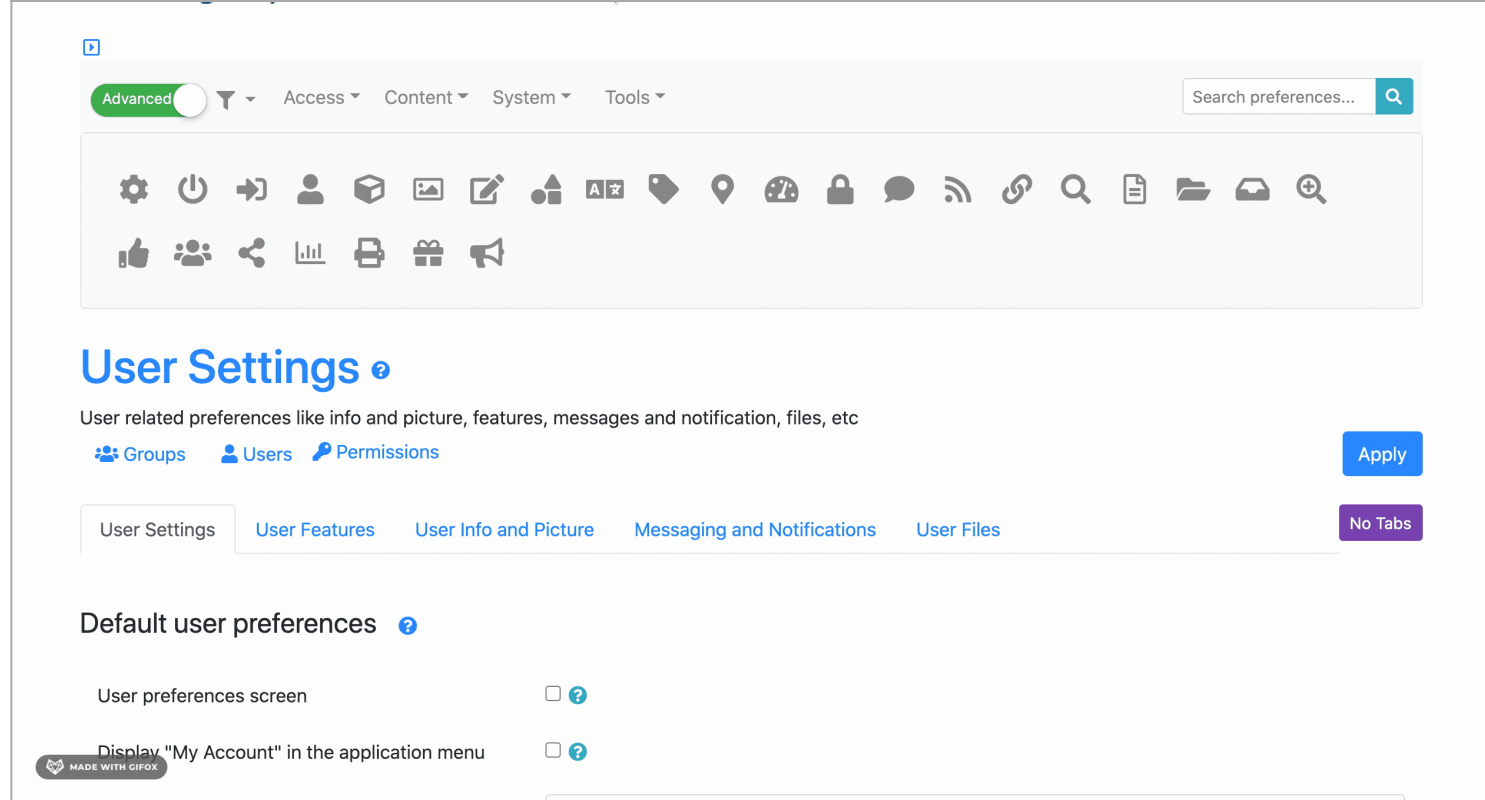 Advanced
Access
Content
System
Tools
Search preferences...
A
User Settings
User related preferences like info and picture, features, messages and notification, files, etc
Groups Users Permissions
Apply
User Settings User Features User Info and Picture Messaging and Notifications User Files
No Tabs
Default user preferences
User preferences screen
Display "My Account" in the application menu
MADE WITH GIFOX